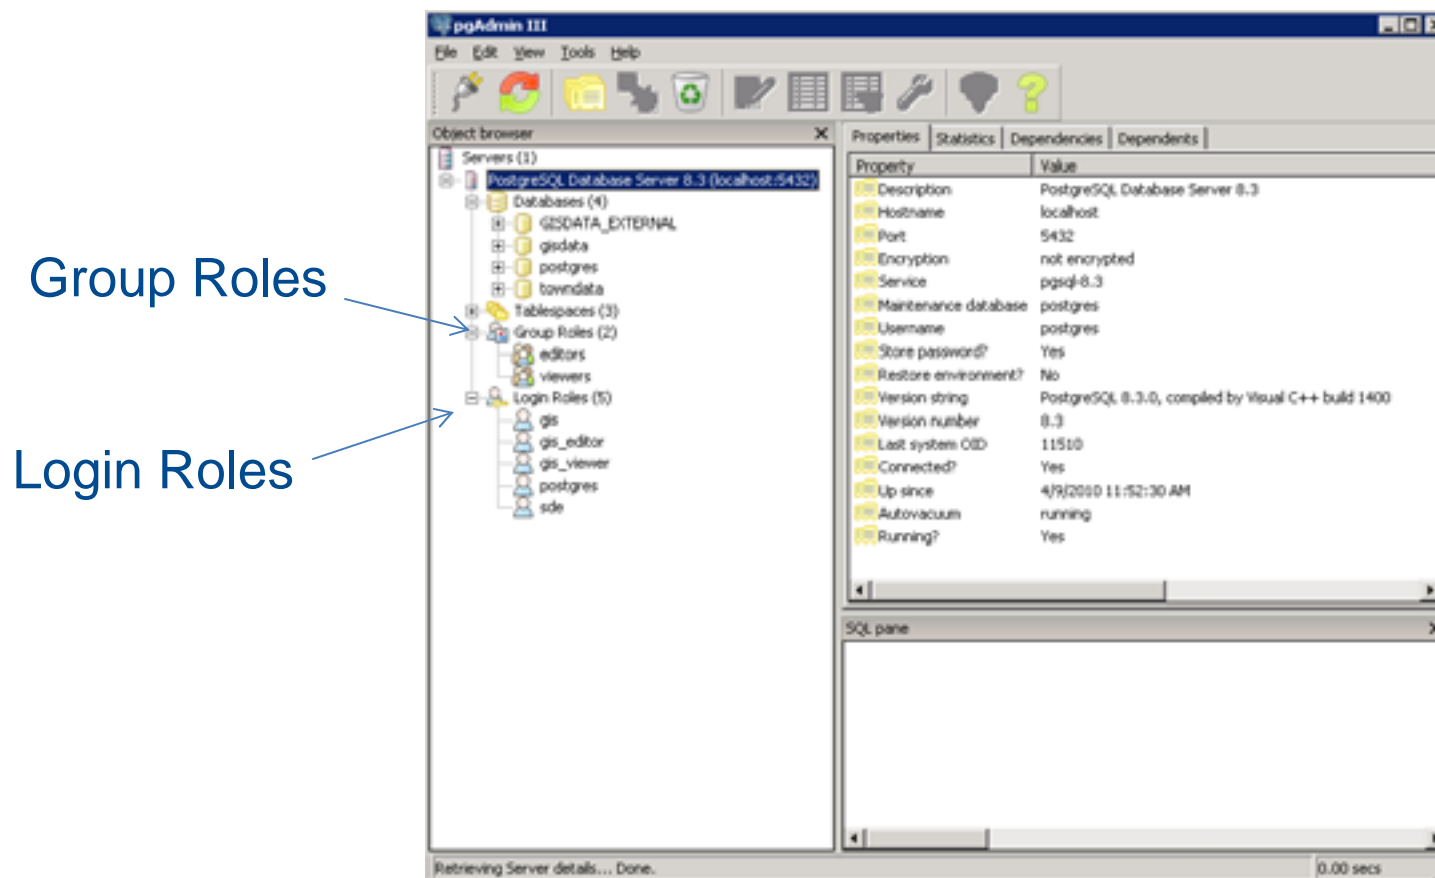 Group Roles
Login Roles
pgAdmin III
File Edit View Tools Help
Object browser
Servers (1)
PostgreSQL Database Server 8.3 (localhost:5432)
Databases (4)
GISDATA_EXTERNAL
gisdata
postgres
towndata
Tablespaces (3)
Group Roles (2)
editors
viewers
Login Roles (5)
gis
gis_editor
gis_viewer
postgres
sde
Properties Statistics Dependencies Dependents
Property Value
Description PostgreSQL Database Server 8.3
Hostname localhost
Port 5432
Encryption not encrypted
Service pgsql-8.3
Maintenance database postgres
Username postgres
Store password? Yes
Restore environment? No
Version string PostgreSQL 8.3.0, compiled by Visual C++ build 1400
Version number 8.3
Last system OID 11510
Connected? Yes
Up since 4/9/2010 11:52:30 AM
Autovacuum running
Running? Yes
SQL pane
Retrieving Server details... Done.
0.00 secs